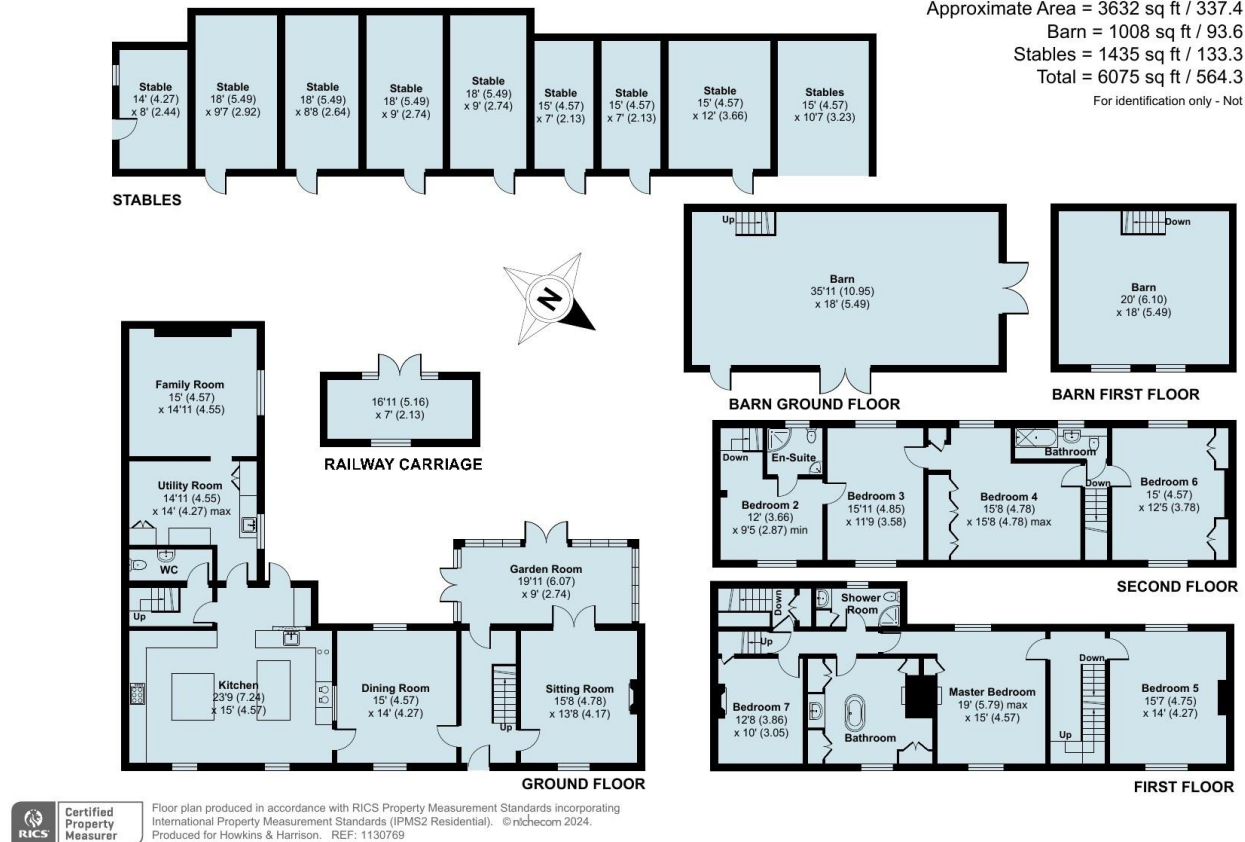 Approximate Area = 3632 sq ft / 337.4
Barn = 1008 sq ft / 93.6
Stables = 1435 sq ft / 133.3
Total = 6075 sq ft / 564.3
For identification only - Not
Stable
14' (4.27)
x 8' (2.44)
Stable
18' (5.49)
x 9'7 (2.92)
Stable
18' (5.49)
x 8'8 (2.64)
Stable
18' (5.49)
x 9' (2.74)
Stable
18' (5.49)
x 9' (2.74)
Stable
15' (4.57)
x 7' (2.13)
Stable
15' (4.57)
x 7' (2.13)
Stable
15' (4.57)
x 12' (3.66)
Stables
15' (4.57)
x 10'7 (3.23)
STABLES
Up
Barn
35'11 (10.95)
x 18' (5.49)
BARN GROUND FLOOR
Down
Barn
20' (6.10)
x 18' (5.49)
BARN FIRST FLOOR
N
Family Room
15' (4.57)
x 14'11 (4.55)
16'11 (5.16)
x 7' (2.13)
RAILWAY CARRIAGE
Utility Room
14'11 (4.55)
x 14' (4.27) max
WC
Up
Garden Room
19'11 (6.07)
x 9' (2.74)
Kitchen
23'9 (7.24)
x 15' (4.57)
Dining Room
15' (4.57)
x 14' (4.27)
Up
Sitting Room
15'8 (4.78)
x 13'8 (4.17)
GROUND FLOOR
Down
En-Suite
Bedroom 2
12' (3.66)
x 9'5 (2.87) min
Bedroom 3
15'11 (4.85)
x 11'9 (3.58)
Bedroom 4
15'8 (4.78)
x 15'8 (4.78) max
Bathroom
Down
Bedroom 6
15' (4.57)
x 12'5 (3.78)
SECOND FLOOR
Down
Shower
Room
Up
Bedroom 7
12'8 (3.86)
x 10' (3.05)
Bathroom
Master Bedroom
19' (5.79) max
x 15' (4.57)
Down
Up
Bedroom 5
15'7 (4.75)
x 14' (4.27)
FIRST FLOOR
RICS
Certified
Property
Measurer
Floor plan produced in accordance with RICS Property Measurement Standards incorporating
International Property Measurement Standards (IPMS2 Residential). © nichecom 2024.
Produced for Howkins & Harrison. REF: 1130769